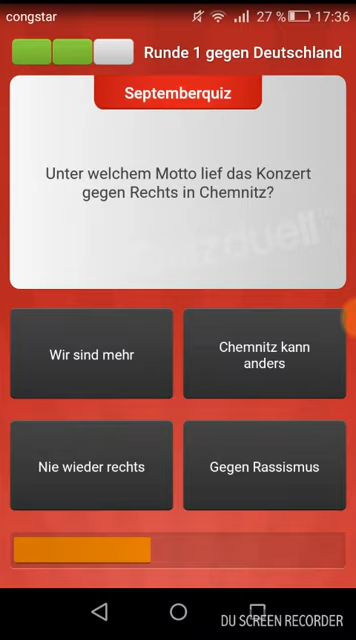 congstar 27 % 17:36
Runde 1 gegen Deutschland
Septemberquiz
Unter welchem Motto lief das Konzert
gegen Rechts in Chemnitz?
Quizduell
Wir sind mehr
Chemnitz kann
anders
Nie wieder rechts
Gegen Rassismus
DU SCREEN RECORDER